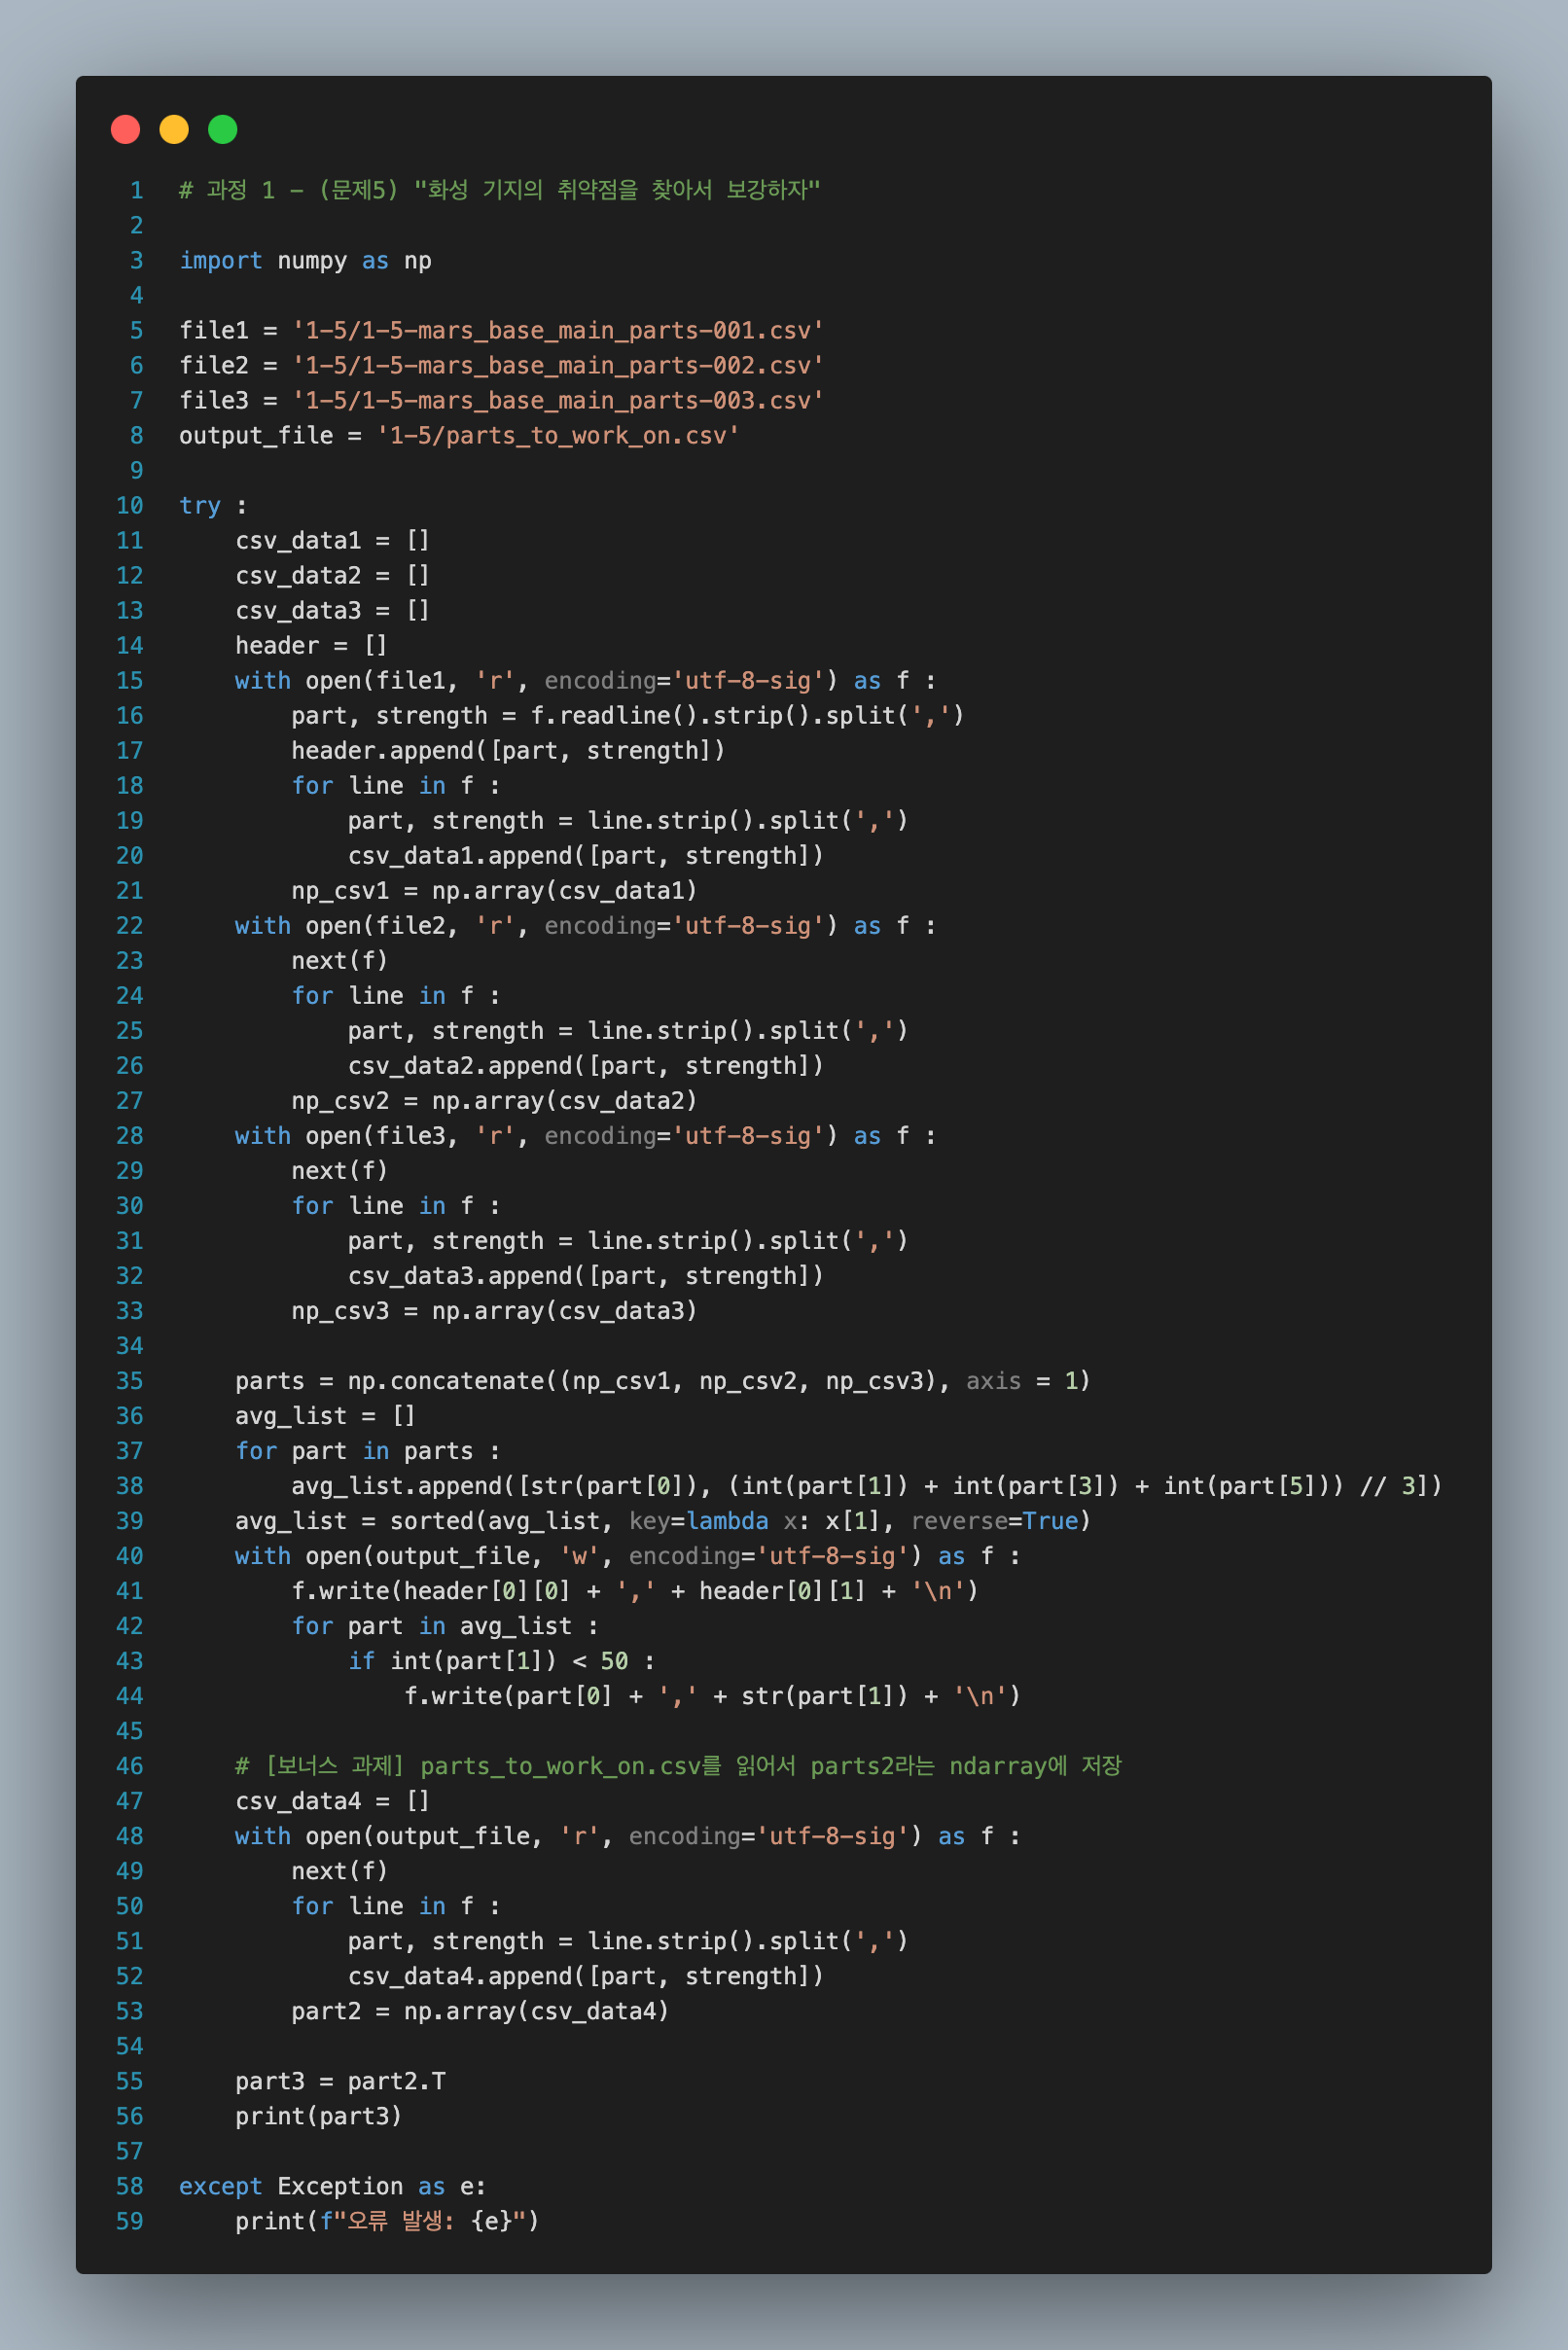 1 # 과정 1 - (문제5) "화성 기지의 취약점을 찾아서 보강하자"
2
3 import numpy as np
4
5 file1 = '1-5/1-5-mars_base_main_parts-001.csv'
6 file2 = '1-5/1-5-mars_base_main_parts-002.csv'
7 file3 = '1-5/1-5-mars_base_main_parts-003.csv'
8 output_file = '1-5/parts_to_work_on.csv'
9
10 try :
11     csv_data1 = []
12     csv_data2 = []
13     csv_data3 = []
14     header = []
15     with open(file1, 'r', encoding='utf-8-sig') as f :
16         part, strength = f.readline().strip().split(',')
17         header.append([part, strength])
18         for line in f :
19             part, strength = line.strip().split(',')
20             csv_data1.append([part, strength])
21         np_csv1 = np.array(csv_data1)
22     with open(file2, 'r', encoding='utf-8-sig') as f :
23         next(f)
24         for line in f :
25             part, strength = line.strip().split(',')
26             csv_data2.append([part, strength])
27         np_csv2 = np.array(csv_data2)
28     with open(file3, 'r', encoding='utf-8-sig') as f :
29         next(f)
30         for line in f :
31             part, strength = line.strip().split(',')
32             csv_data3.append([part, strength])
33         np_csv3 = np.array(csv_data3)
34
35     parts = np.concatenate((np_csv1, np_csv2, np_csv3), axis = 1)
36     avg_list = []
37     for part in parts :
38         avg_list.append([str(part[0]), (int(part[1]) + int(part[3]) + int(part[5])) // 3])
39     avg_list = sorted(avg_list, key=lambda x: x[1], reverse=True)
40     with open(output_file, 'w', encoding='utf-8-sig') as f :
41         f.write(header[0][0] + ',' + header[0][1] + '\n')
42         for part in avg_list :
43             if int(part[1]) < 50 :
44                 f.write(part[0] + ',' + str(part[1]) + '\n')
45
46     # [보너스 과제] parts_to_work_on.csv를 읽어서 parts2라는 ndarray에 저장
47     csv_data4 = []
48     with open(output_file, 'r', encoding='utf-8-sig') as f :
49         next(f)
50         for line in f :
51             part, strength = line.strip().split(',')
52             csv_data4.append([part, strength])
53         part2 = np.array(csv_data4)
54
55     part3 = part2.T
56     print(part3)
57
58 except Exception as e:
59     print(f"오류 발생: {e}")